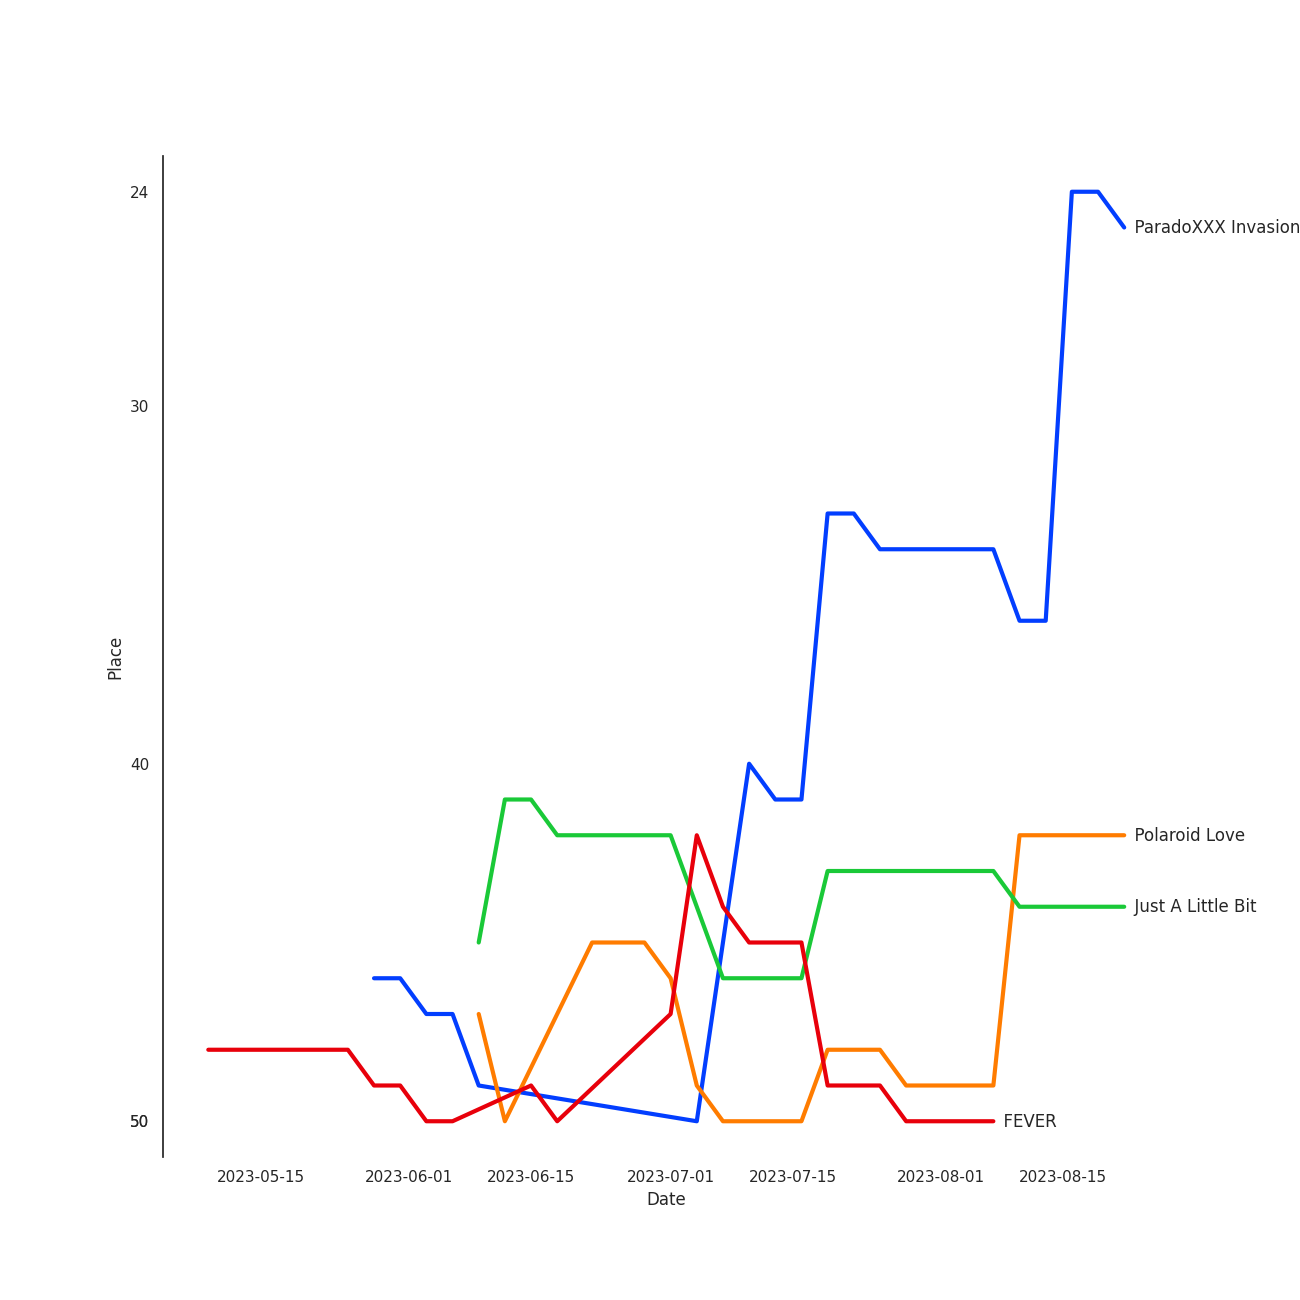 24
ParadoXXX Invasion
30
Place
40
Polaroid Love
Just A Little Bit
50
FEVER
2023-05-15 2023-06-01 2023-06-15 2023-07-01 2023-07-15 2023-08-01 2023-08-15
Date